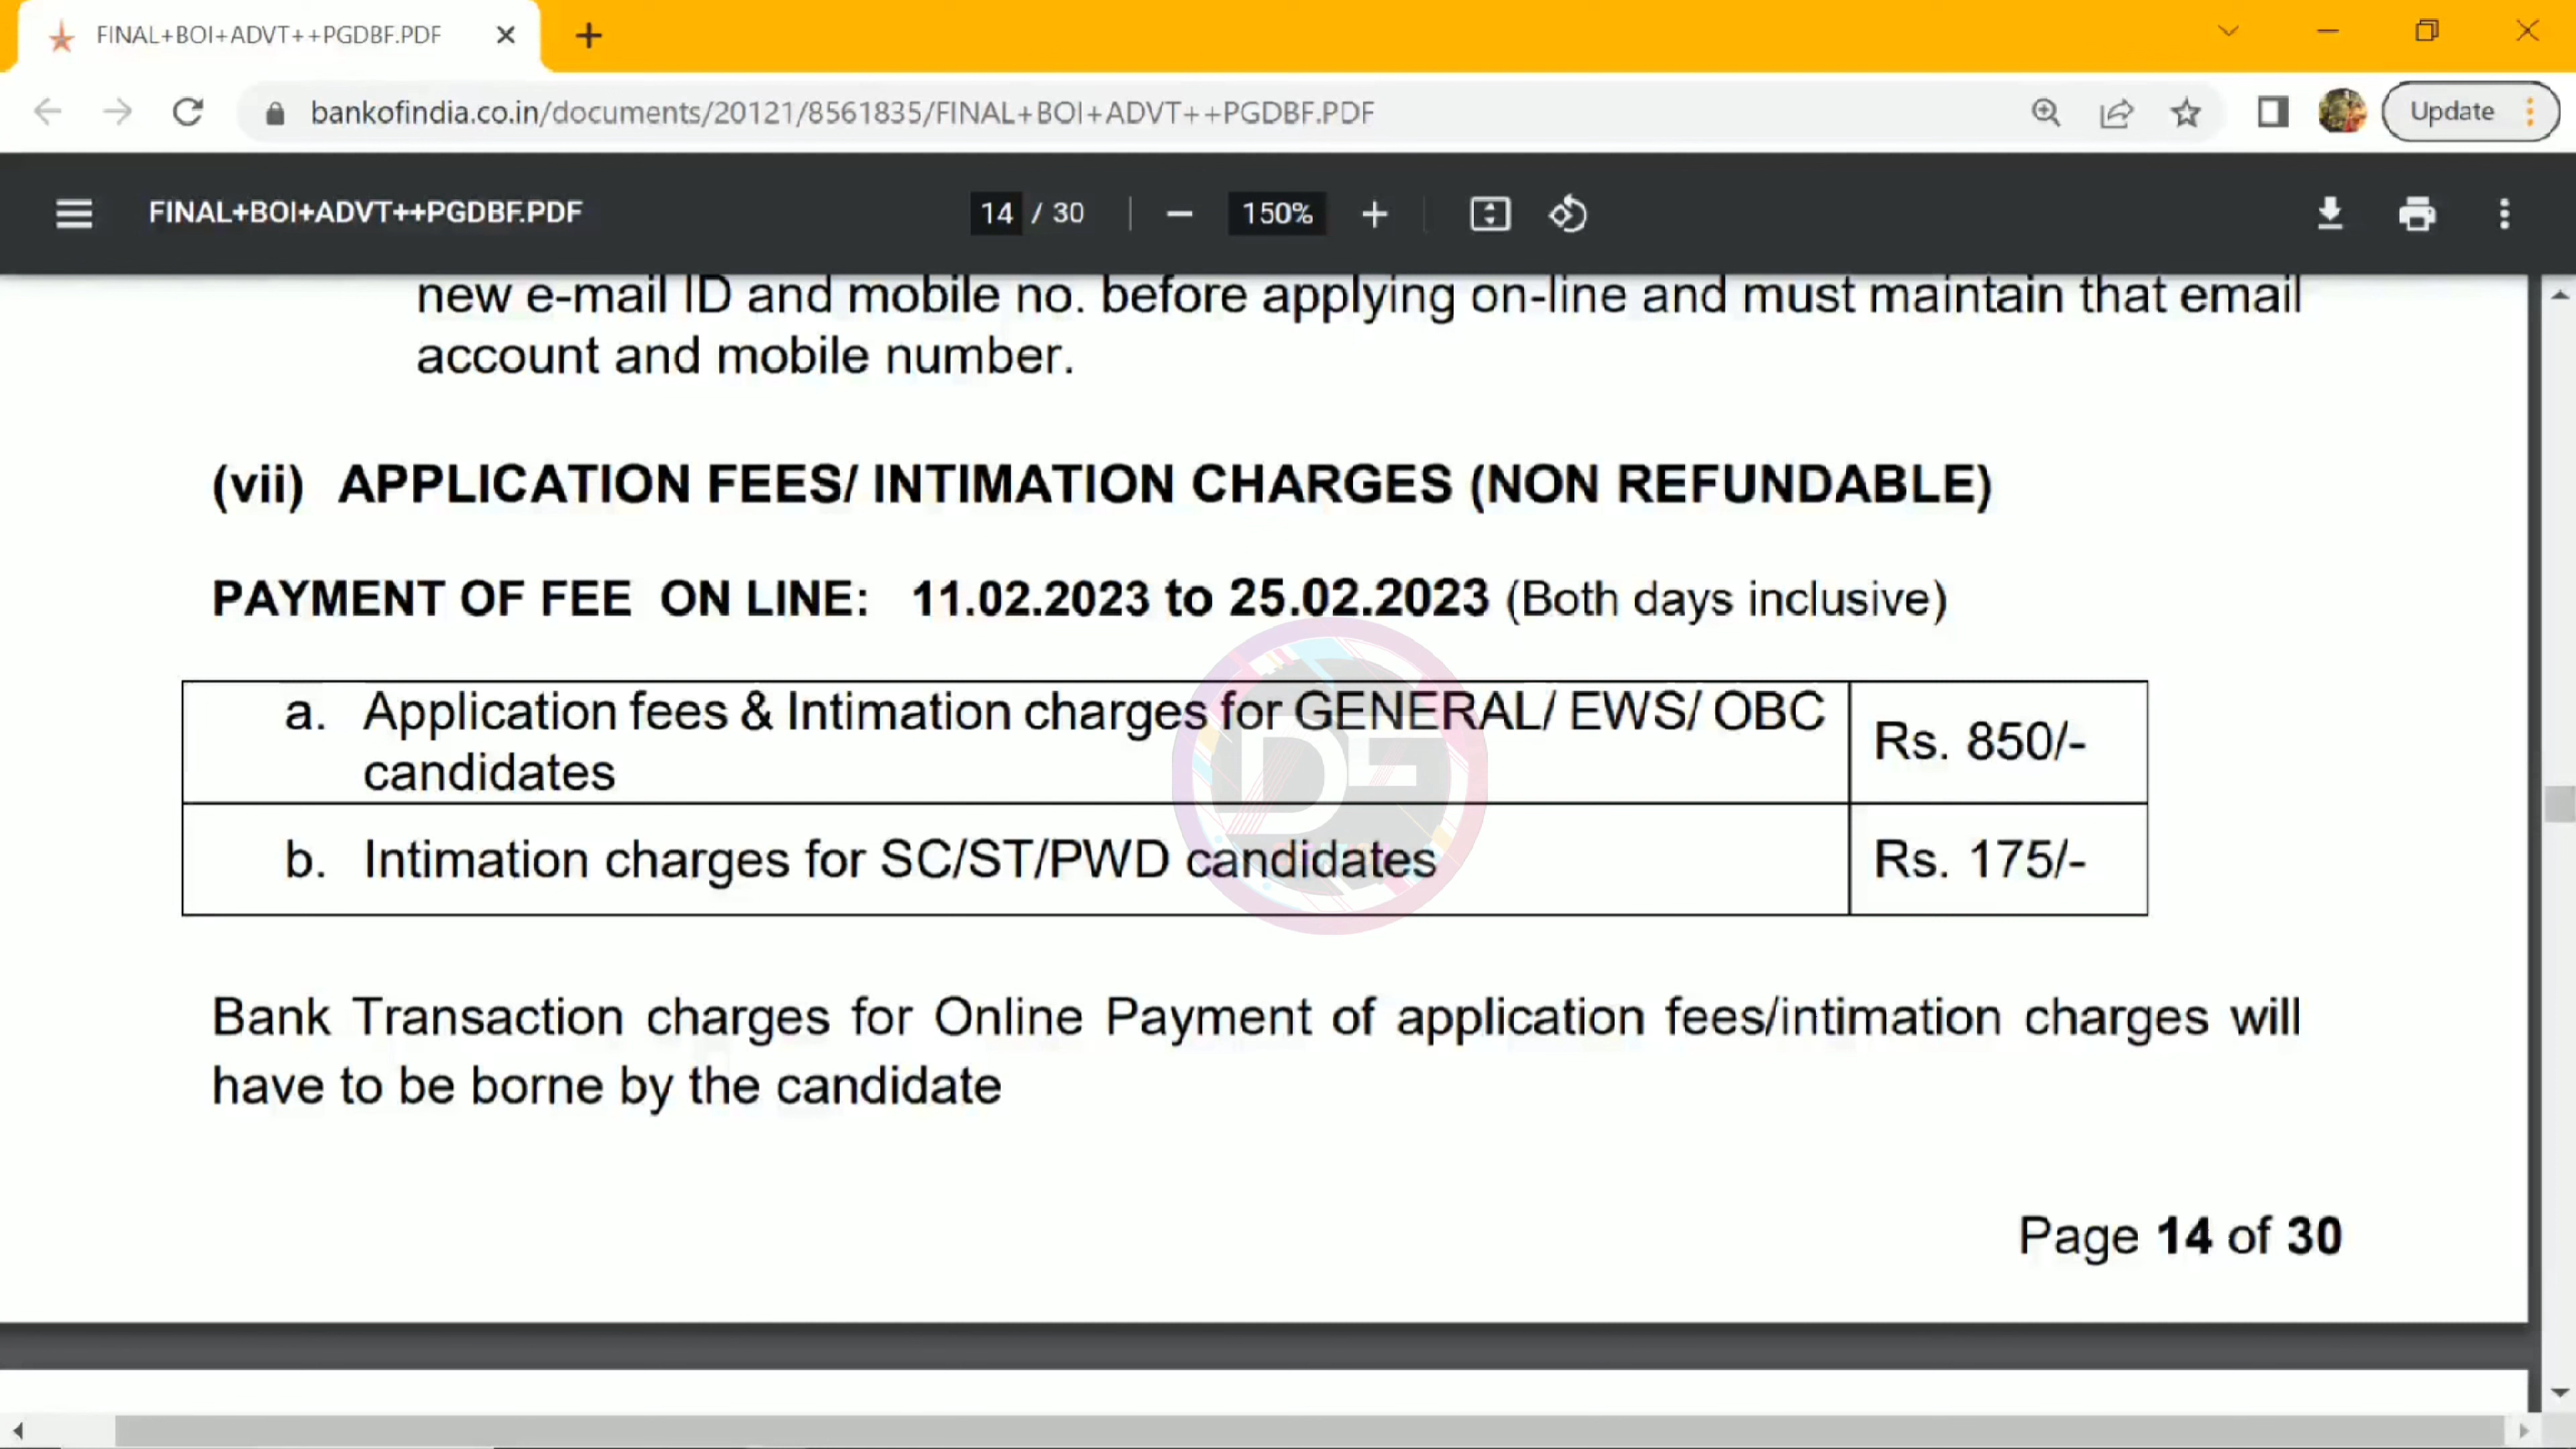 FINAL+BOI+ADVT++PGDBF.PDF
bankofindia.co.in/documents/20121/8561835/FINAL+BOI+ADVT++PGDBF.PDF
Update
FINAL+BOI+ADVT++PGDBF.PDF
14 / 30
150%
new e-mail ID and mobile no. before applying on-line and must maintain that email
account and mobile number.
(vii) APPLICATION FEES/ INTIMATION CHARGES (NON REFUNDABLE)
PAYMENT OF FEE ON LINE: 11.02.2023 to 25.02.2023 (Both days inclusive)
a. Application fees & Intimation charges for GENERAL/ EWS/ OBC
candidates
Rs. 850/-
b. Intimation charges for SC/ST/PWD candidates
Rs. 175/-
Bank Transaction charges for Online Payment of application fees/intimation charges will
have to be borne by the candidate
Page 14 of 30